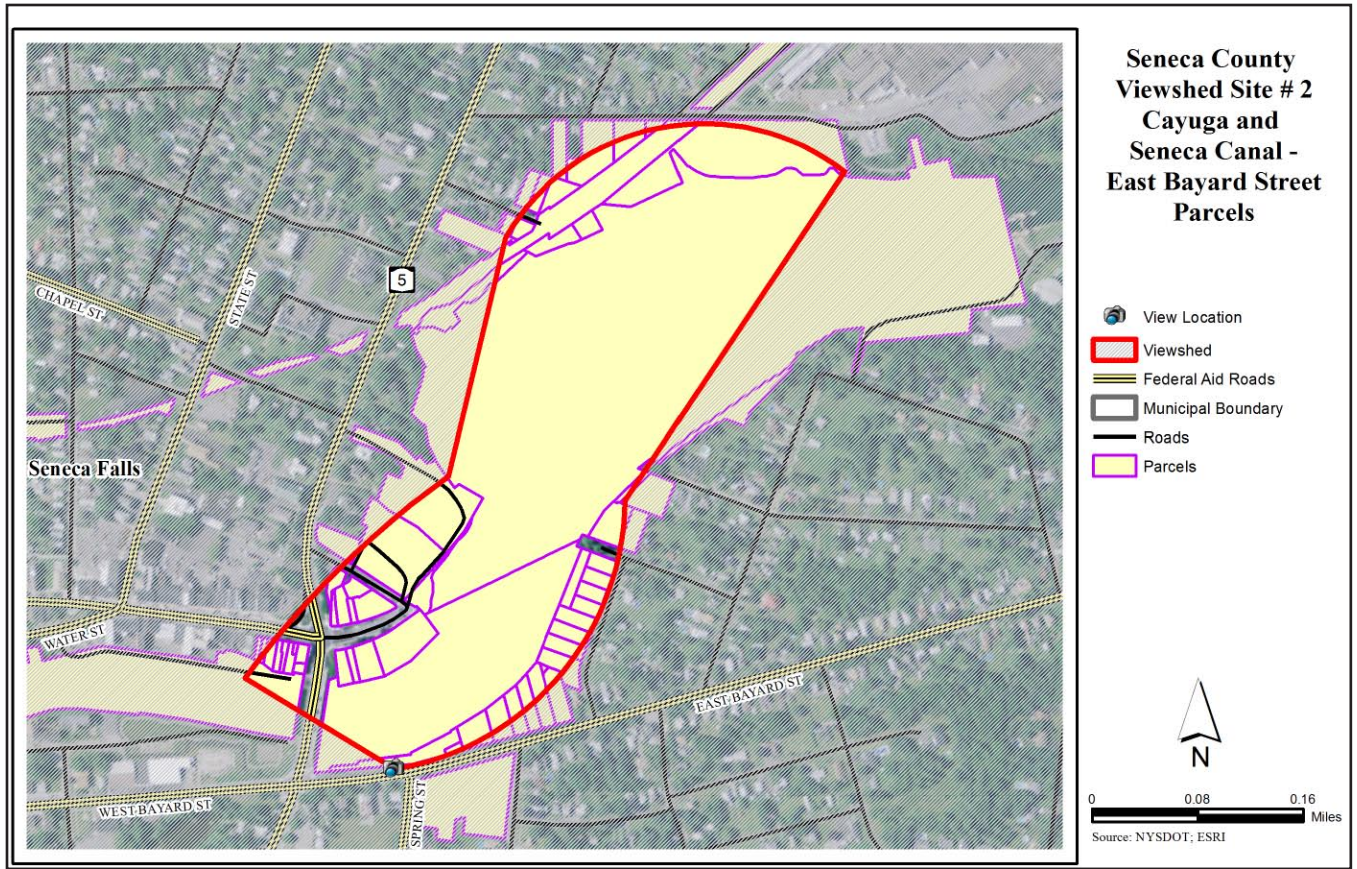 Seneca County
Viewshed Site # 2
Cayuga and
Seneca Canal -
East Bayard Street
Parcels
5
CHAPEL ST
STATE ST
Seneca Falls
WATER ST
EAST BAYARD ST
WEST BAYARD ST
SPRING ST
View Location
Viewshed
Federal Aid Roads
Municipal Boundary
Roads
Parcels
N
0 0.08 0.16
Miles
Source: NYSDOT; ESRI